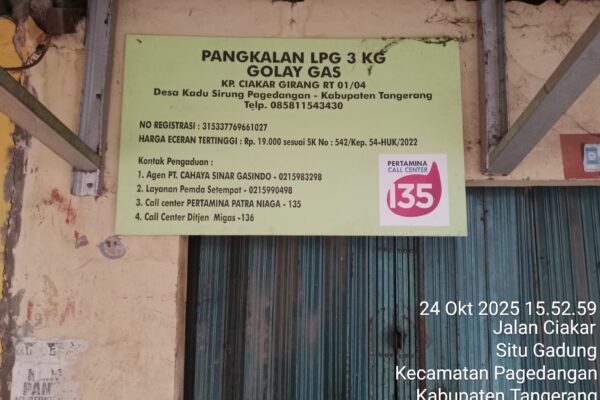 PANGKALAN LPG 3 KG
GOLAY GAS
KP. CIAKAR GIRANG RT 01/04
Desa Kadu Sirung Pagedangan - Kabupaten Tangerang
Telp. 085811543430
NO REGISTRASI : 315337769661027
HARGA ECERAN TERTINGGI : Rp. 19.000 sesuai SK No : 542/Kep. 54-HUK/2022
Kontak Pengaduan :
1. Agen PT. CAHAYA SINAR GASINDO - 0215983298
2. Layanan Pemda Setempat - 0215990498
3. Call center PERTAMINA PATRA NIAGA - 135
4. Call Center Ditjen Migas -136
PERTAMINA
CALL CENTER
135
24 Okt 2025 15.52.59
Jalan Ciakar
Situ Gadung
Kecamatan Pagedangan
Kabupaten Tangerang